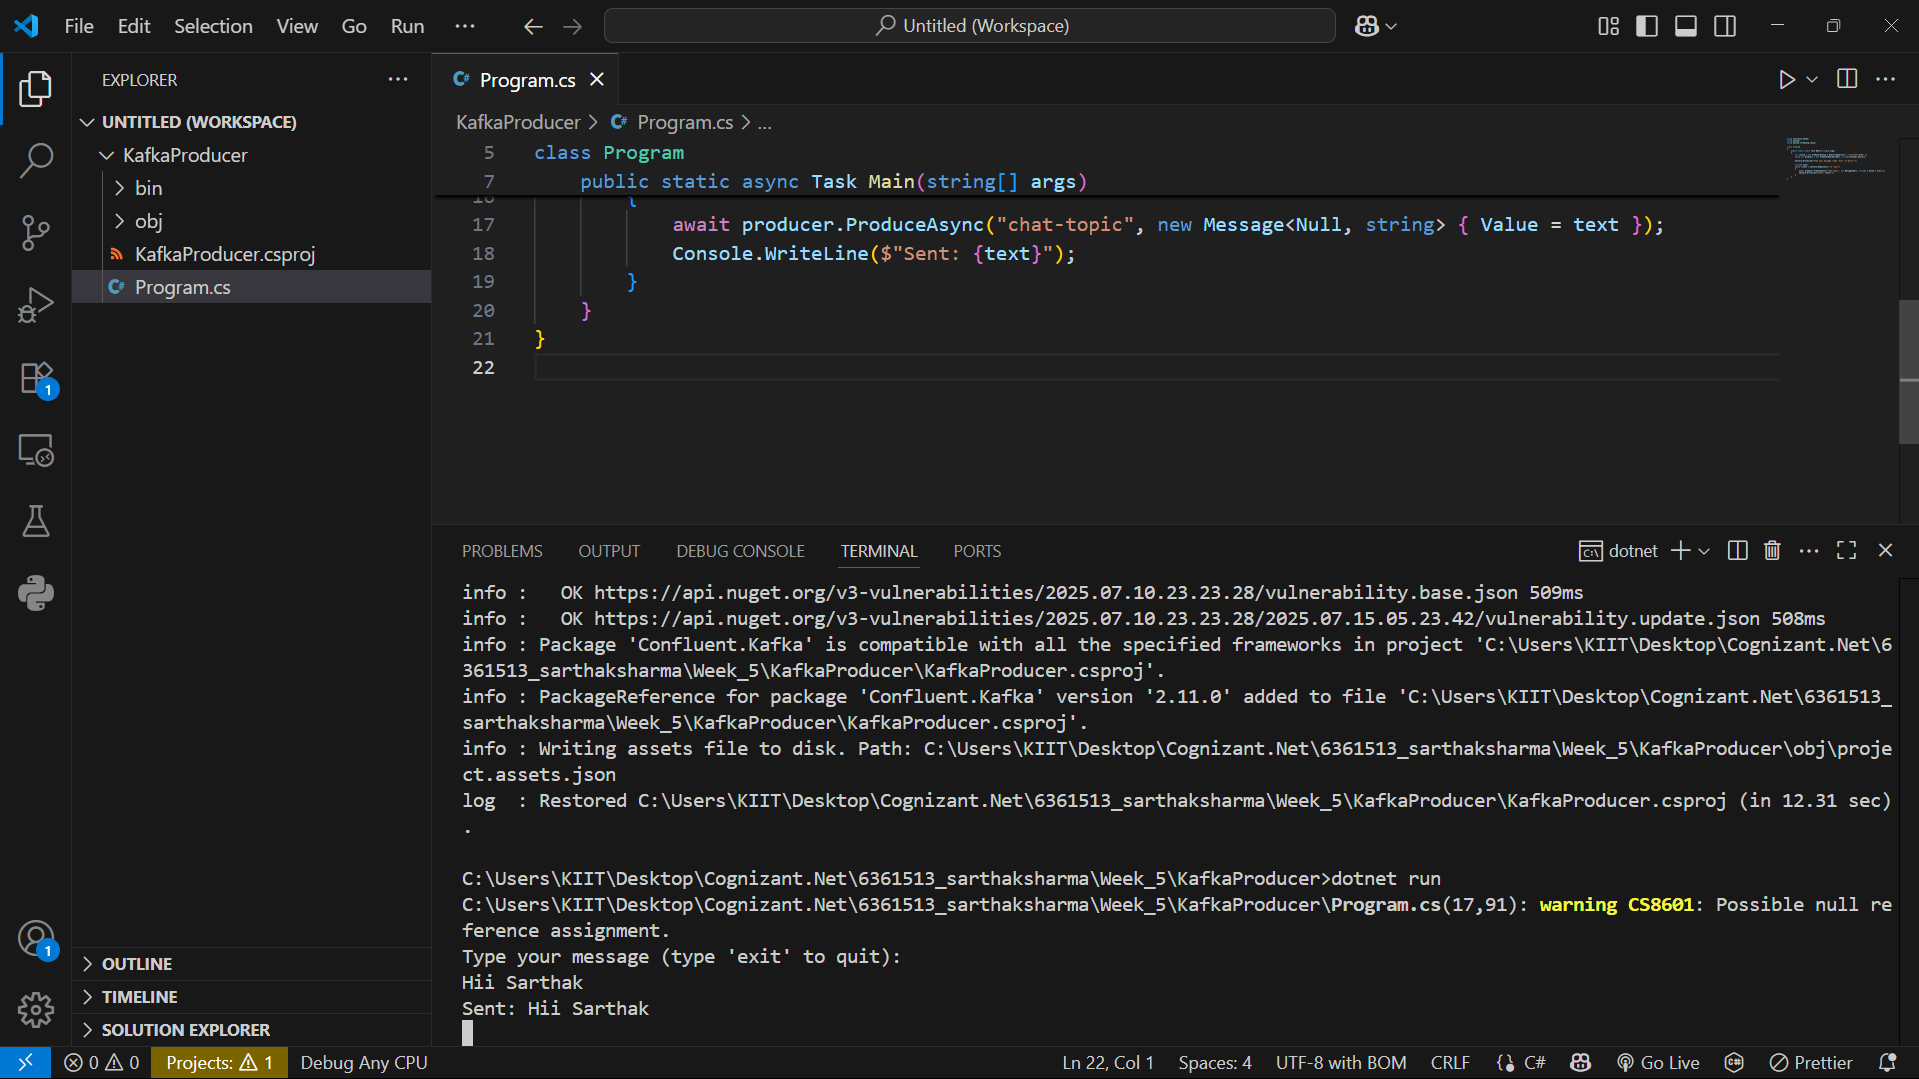 File Edit Selection View Go Run ···
Untitled (Workspace)
EXPLORER ···
UNTITLED (WORKSPACE)
KafkaProducer
bin
obj
KafkaProducer.csproj
C# Program.cs
1
1
OUTLINE
TIMELINE
SOLUTION EXPLORER
C# Program.cs
KafkaProducer > C# Program.cs > ...
5 class Program
7 public static async Task Main(string[] args)
16 {
17 await producer.ProduceAsync("chat-topic", new Message<Null, string> { Value = text });
18 Console.WriteLine($"Sent: {text}");
19 }
20 }
21 }
22
PROBLEMS OUTPUT DEBUG CONSOLE TERMINAL PORTS dotnet
info :   OK https://api.nuget.org/v3-vulnerabilities/2025.07.10.23.23.28/vulnerability.base.json 509ms
info :   OK https://api.nuget.org/v3-vulnerabilities/2025.07.10.23.23.28/2025.07.15.05.23.42/vulnerability.update.json 508ms
info : Package 'Confluent.Kafka' is compatible with all the specified frameworks in project 'C:\Users\KIIT\Desktop\Cognizant.Net\6
361513_sarthaksharma\Week_5\KafkaProducer\KafkaProducer.csproj'.
info : PackageReference for package 'Confluent.Kafka' version '2.11.0' added to file 'C:\Users\KIIT\Desktop\Cognizant.Net\6361513_
sarthaksharma\Week_5\KafkaProducer\KafkaProducer.csproj'.
info : Writing assets file to disk. Path: C:\Users\KIIT\Desktop\Cognizant.Net\6361513_sarthaksharma\Week_5\KafkaProducer\obj\proje
ct.assets.json
log  : Restored C:\Users\KIIT\Desktop\Cognizant.Net\6361513_sarthaksharma\Week_5\KafkaProducer\KafkaProducer.csproj (in 12.31 sec)
.
C:\Users\KIIT\Desktop\Cognizant.Net\6361513_sarthaksharma\Week_5\KafkaProducer>dotnet run
C:\Users\KIIT\Desktop\Cognizant.Net\6361513_sarthaksharma\Week_5\KafkaProducer\Program.cs(17,91): warning CS8601: Possible null re
ference assignment.
Type your message (type 'exit' to quit):
Hii Sarthak
Sent: Hii Sarthak
0 0 Projects: 1 Debug Any CPU Ln 22, Col 1 Spaces: 4 UTF-8 with BOM CRLF {} C# Go Live Prettier